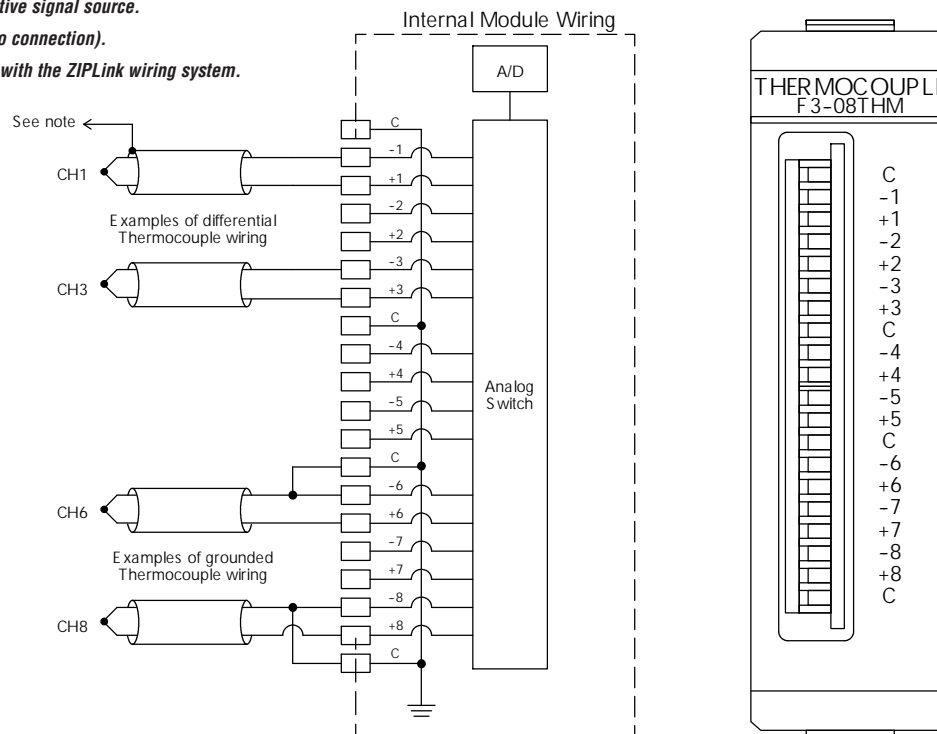 tive signal source.
o connection).
with the ZIPLink wiring system.
Internal Module Wiring
A/D
See note
CH1
Examples of differential
Thermocouple wiring
CH3
CH6
Examples of grounded
Thermocouple wiring
CH8
C
-1
+1
-2
+2
-3
+3
C
-4
+4
-5
+5
C
-6
+6
-7
+7
-8
+8
C
Analog
Switch
THERMOCOUPL
F3-08THM
C
-1
+1
-2
+2
-3
+3
C
-4
+4
-5
+5
C
-6
+6
-7
+7
-8
+8
C